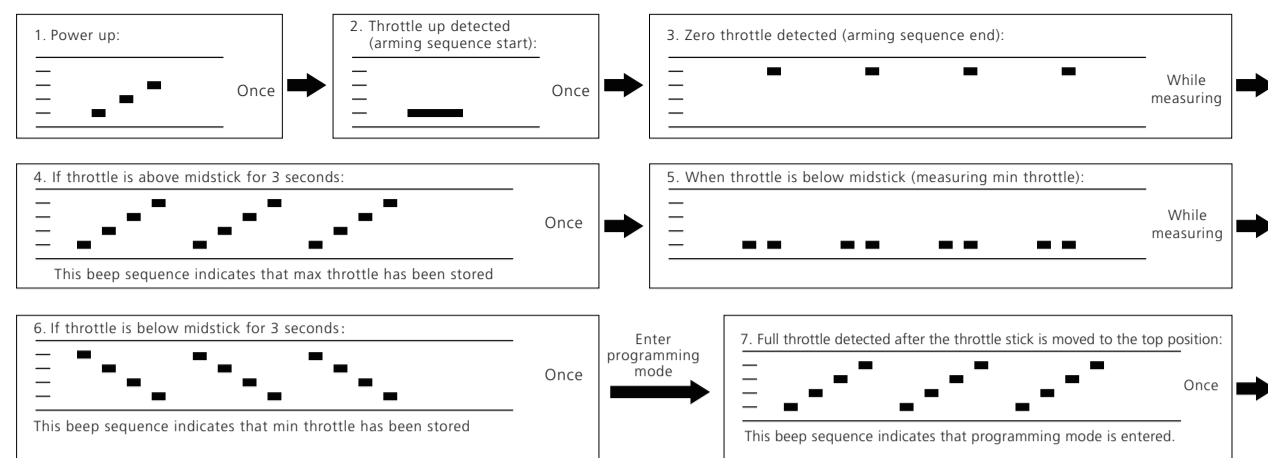 1. Power up:
Once
2. Throttle up detected
(arming sequence start):
Once
3. Zero throttle detected (arming sequence end):
While
measuring
4. If throttle is above midstick for 3 seconds:
Once
This beep sequence indicates that max throttle has been stored
5. When throttle is below midstick (measuring min throttle):
While
measuring
6. If throttle is below midstick for 3 seconds:
Once
This beep sequence indicates that min throttle has been stored
Enter
programming
mode
7. Full throttle detected after the throttle stick is moved to the top position:
Once
This beep sequence indicates that programming mode is entered.